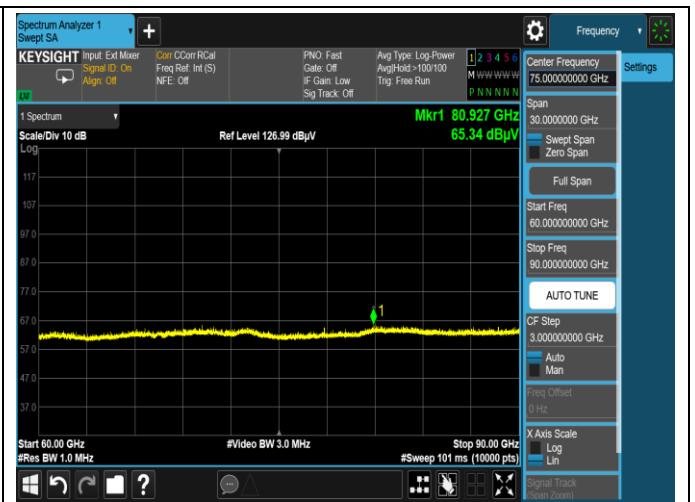 Spectrum Analyzer 1
Swept SA
Frequency
KEYSIGHT
Input: Ext Mixer
Signal ID: On
Align: Off
Corr CCorr RCal
Freq Ref: Int (S)
NFE: Off
PNO: Fast
Gate: Off
IF Gain: Low
Sig Track: Off
Avg Type: Log-Power
Avg|Hold:>100/100
Trig: Free Run
1 2 3 4 5 6
M W W W W W
P N N N N N
LXI
1 Spectrum
Scale/Div 10 dB
Ref Level 126.99 dBµV
Mkr1 80.927 GHz
65.34 dBµV
Log
117
107
97.0
87.0
77.0
67.0
57.0
47.0
37.0
1
Start 60.00 GHz
#Video BW 3.0 MHz
Stop 90.00 GHz
#Res BW 1.0 MHz
#Sweep 101 ms (10000 pts)
?
Center Frequency
75.000000000 GHz
Settings
Span
30.0000000 GHz
Swept Span
Zero Span
Full Span
Start Freq
60.000000000 GHz
Stop Freq
90.000000000 GHz
AUTO TUNE
CF Step
3.000000000 GHz
Auto
Man
Freq Offset
0 Hz
X Axis Scale
Log
Lin
Signal Track
(Span Zoom)